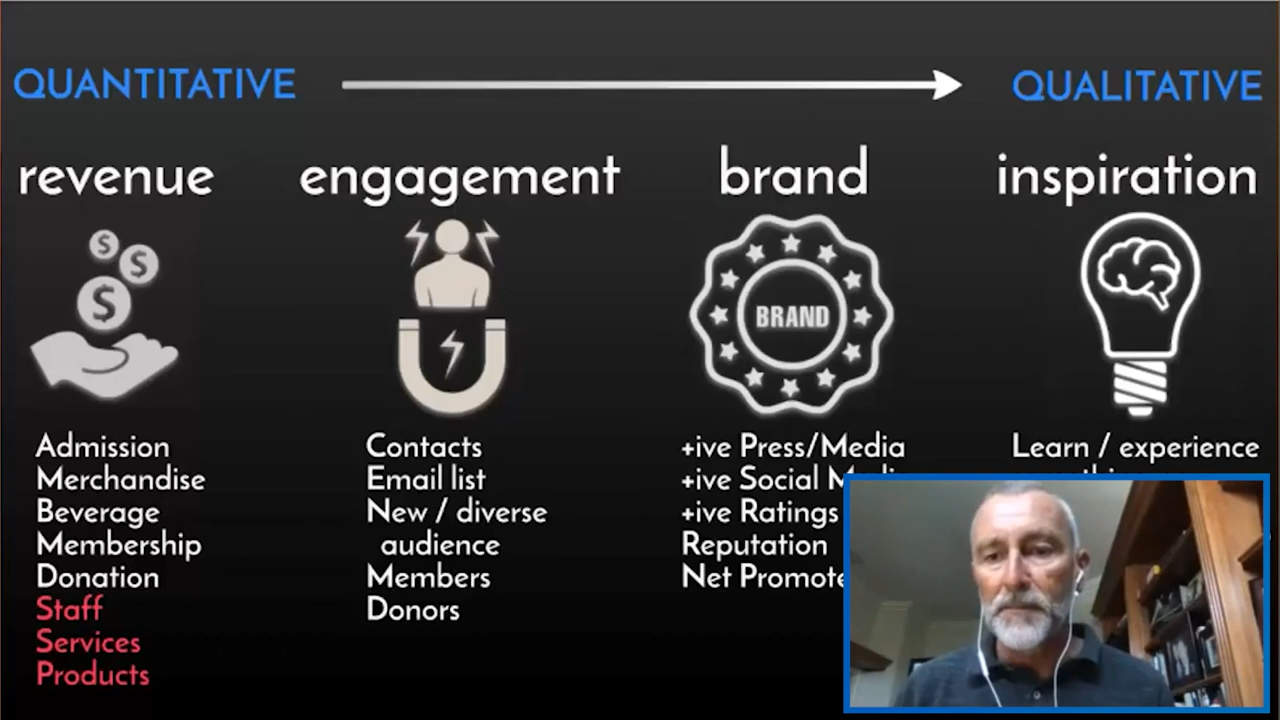 QUANTITATIVE
QUALITATIVE
revenue
engagement
brand
inspiration
$
$
$
BRAND
Admission
Merchandise
Beverage
Membership
Donation
Staff
Services
Products
Contacts
Email list
New / diverse
audience
Members
Donors
+ive Press/Media
+ive Social
+ive Ratings
Reputation
Net
Learn / experience